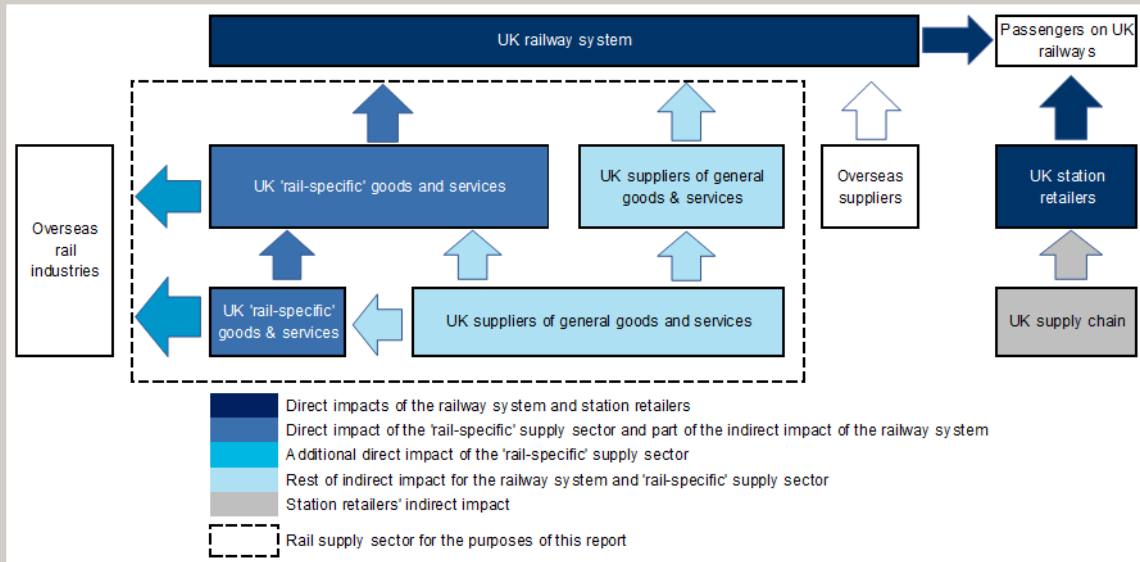 UK railway system
Passengers on UK
railways
UK 'rail-specific' goods and services
UK suppliers of general
goods & services
Overseas
suppliers
UK station
retailers
Overseas
rail
industries
UK 'rail-specific'
goods & services
UK suppliers of general goods and services
UK supply chain
Direct impacts of the railway system and station retailers
Direct impact of the 'rail-specific' supply sector and part of the indirect impact of the railway system
Additional direct impact of the 'rail-specific' supply sector
Rest of indirect impact for the railway system and 'rail-specific' supply sector
Station retailers' indirect impact
Rail supply sector for the purposes of this report